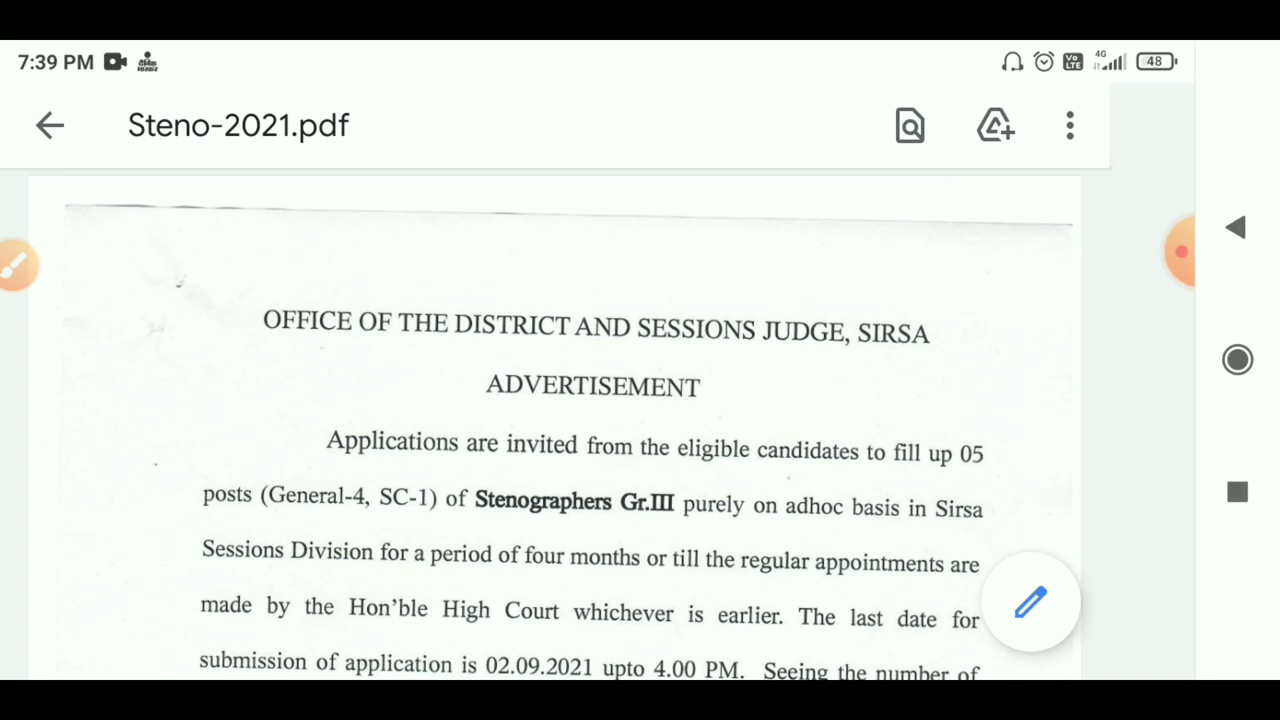 7:39 PM
4G
Vo
LTE
48
Steno-2021.pdf
OFFICE OF THE DISTRICT AND SESSIONS JUDGE, SIRSA
ADVERTISEMENT
Applications are invited from the eligible candidates to fill up 05
posts (General-4, SC-1) of Stenographers Gr.III purely on adhoc basis in Sirsa
Sessions Division for a period of four months or till the regular appointments are
made by the Hon'ble High Court whichever is earlier. The last date for
submission of application is 02.09.2021 upto 4.00 PM. Seeing the number of